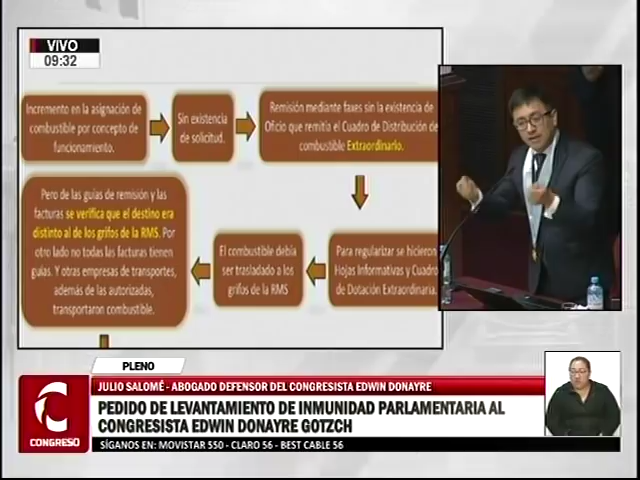 VIVO
09:32
Incremento en la asignación de
combustible por concepto de
funcionamiento.
Sin existencia
de solicitud.
Remisión mediante faxes sin la existencia de
Oficio que remitía el Cuadro de Distribución de
combustible Extraordinario.
Pero de las guías de remisión y las
facturas se verifica que el destino era
distinto al de los grifos de la RMS. Por
otro lado no todas las facturas tienen
guías. Y otras empresas de transportes,
además de las autorizadas,
transportaron combustible.
El combustible debía
ser trasladado a los
grifos de la RMS
Para regularizar se hicieron
Hojas Informativas y Cuadro
de Dotación Extraordinaria.
PLENO
JULIO SALOMÉ - ABOGADO DEFENSOR DEL CONGRESISTA EDWIN DONAYRE
PEDIDO DE LEVANTAMIENTO DE INMUNIDAD PARLAMENTARIA AL
CONGRESISTA EDWIN DONAYRE GOTZCH
CONGRESO
SÍGANOS EN: MOVISTAR 550 - CLARO 56 - BEST CABLE 56